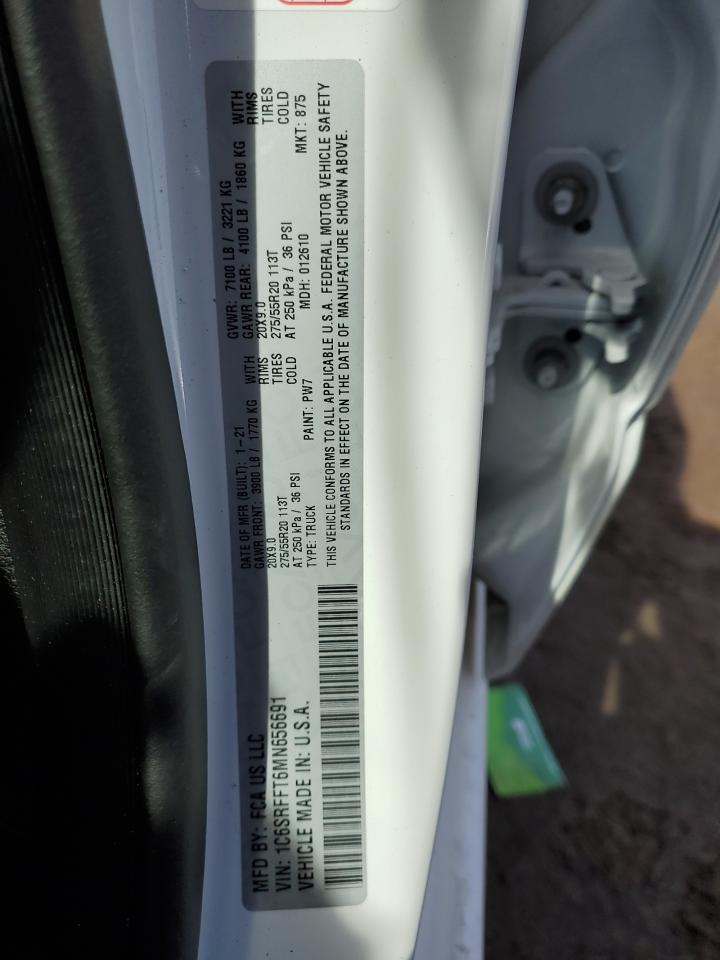 MFD BY: FCA US LLC
VIN: 1C6SRFFT6MN656691
VEHICLE MADE IN: U.S.A.
DATE OF MFR (BUILT): 1-21 GVWR: 7100 LB / 3221 KG
GAWR FRONT: 3900 LB / 1770 KG WITH GAWR REAR: 4100 LB / 1860 KG WITH
20X9.0 RIMS 20X9.0 RIMS
275/55R20 113T TIRES 275/55R20 113T TIRES
AT 250 kPa / 36 PSI COLD AT 250 kPa / 36 PSI COLD
TYPE: TRUCK PAINT: PW7 MDH: 012610 MKT: 875
THIS VEHICLE CONFORMS TO ALL APPLICABLE U.S.A. FEDERAL MOTOR VEHICLE SAFETY
STANDARDS IN EFFECT ON THE DATE OF MANUFACTURE SHOWN ABOVE.